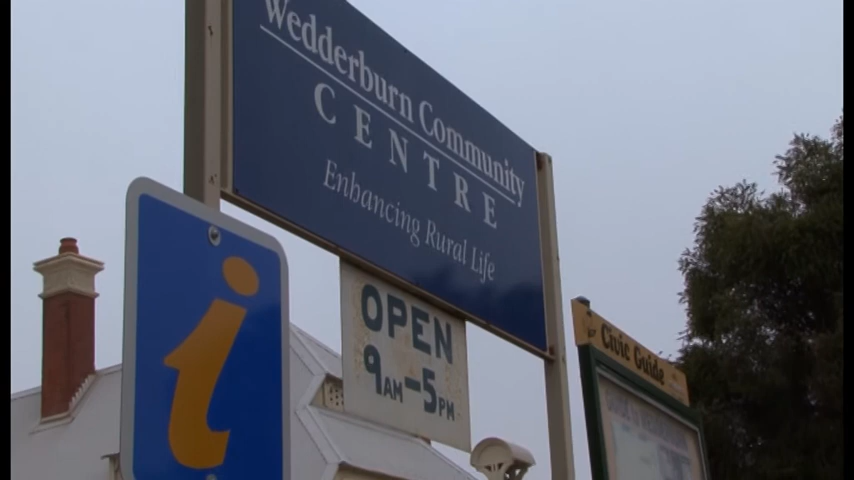 Wedderburn Community
CENTRE
Enhancing Rural Life
OPEN
9AM-5PM
i
Civic Guide